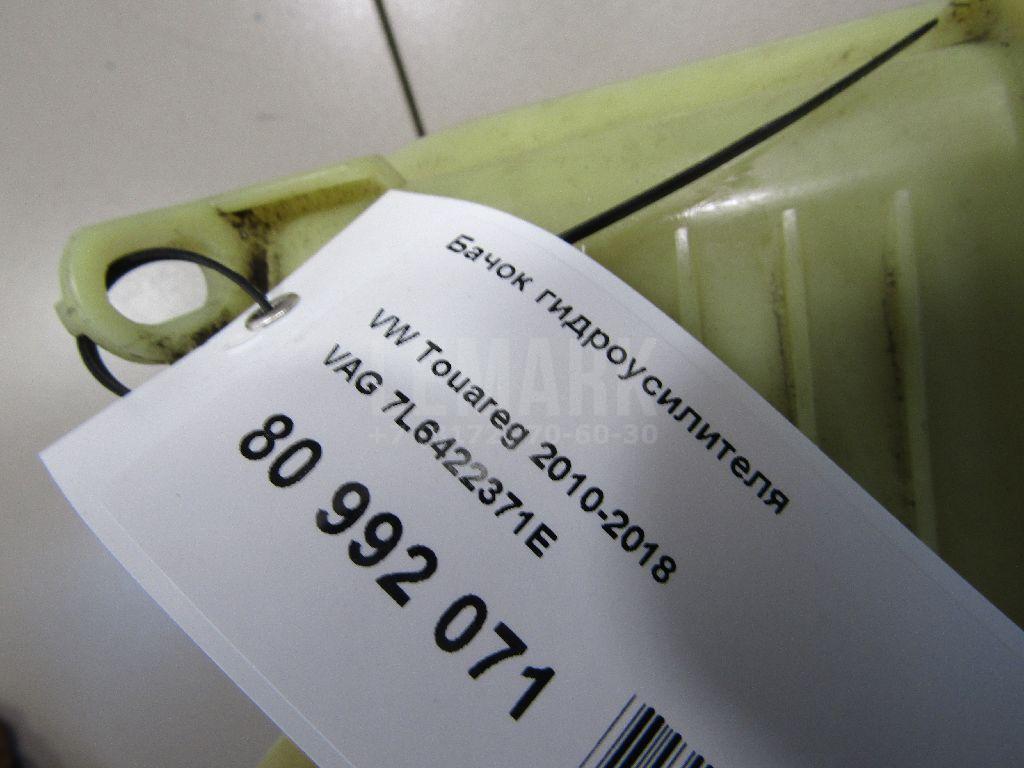 Бачок гидроусилителя
VW Touareg 2010-2018
VAG 7L6422371E
80 992 071